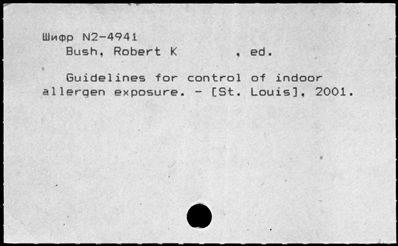 Шифр N2-4941
Bush, Robert K , ed.
Guidelines for control of indoor
allergen exposure. - [St. Louis], 2001.